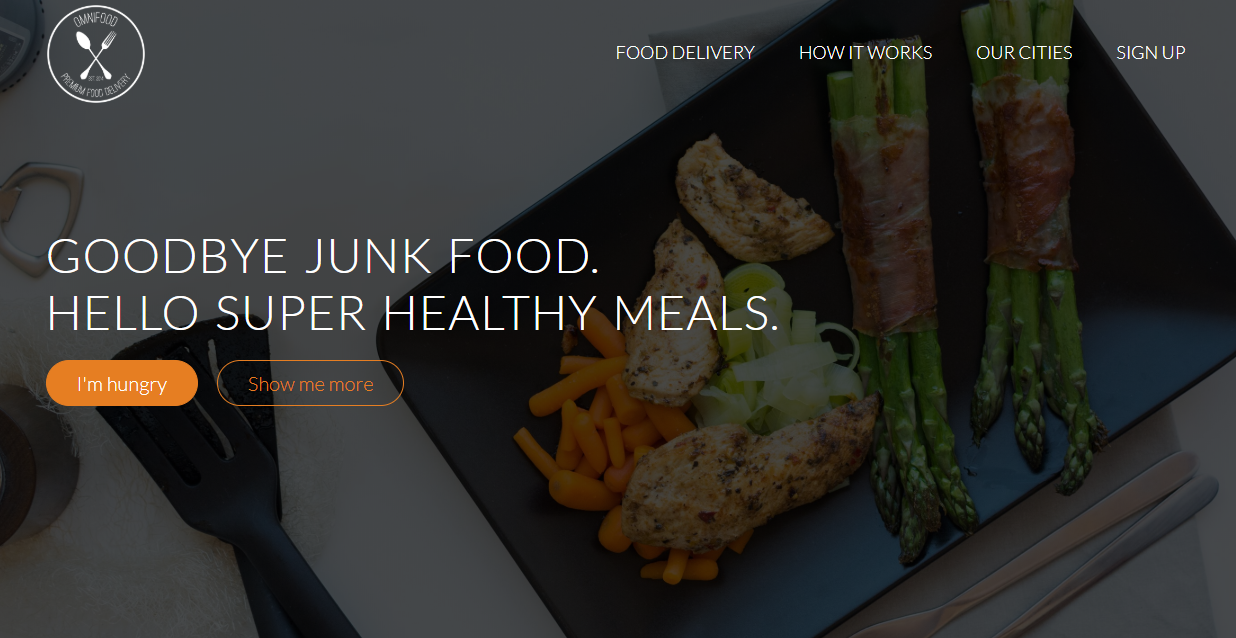 OMNIFOOD
EST 2014
PREMIUM FOOD DELIVERY
FOOD DELIVERY
HOW IT WORKS
OUR CITIES
SIGN UP
GOODBYE JUNK FOOD.
HELLO SUPER HEALTHY MEALS.
I'm hungry
Show me more